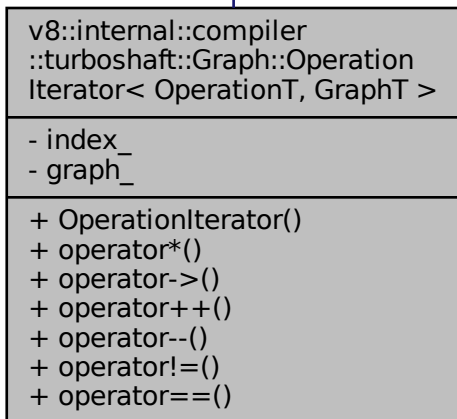 v8::internal::compiler
::turboshaft::Graph::Operation
Iterator< OperationT, GraphT >
- index_
- graph_
+ OperationIterator()
+ operator*()
+ operator->()
+ operator++()
+ operator--()
+ operator!=()
+ operator==()